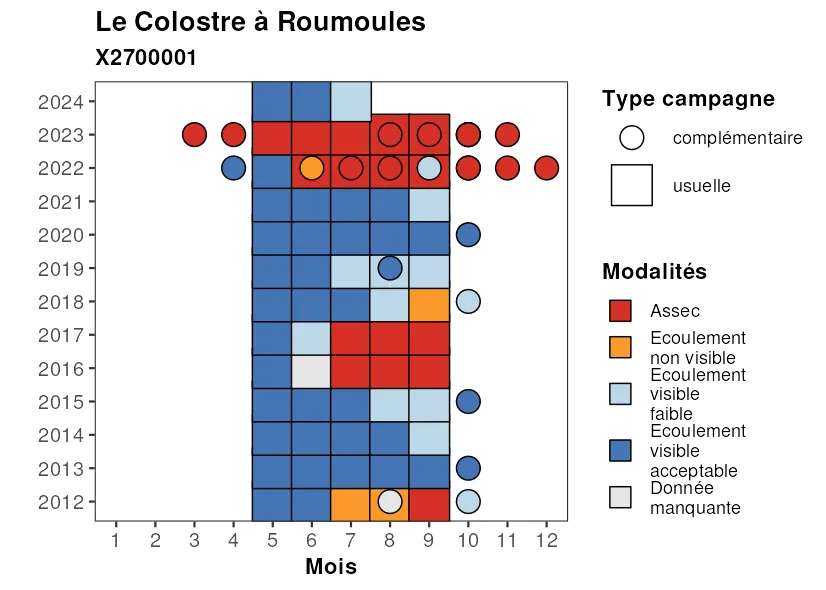 Le Colostre à Roumoules
X2700001
2024
2023
2022
2021
2020
2019
2018
2017
2016
2015
2014
2013
2012
1 2 3 4 5 6 7 8 9 10 11 12
Mois
Type campagne
complémentaire
usuelle
Modalités
Assec
Ecoulement
non visible
Ecoulement
visible
faible
Ecoulement
visible
acceptable
Donnée
manquante